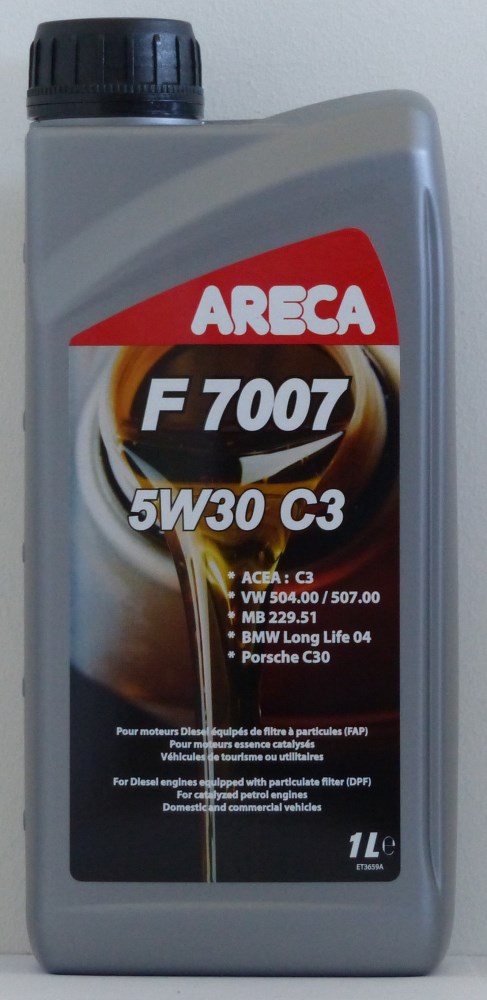 ARECA
F 7007
5W30 C3
* ACEA : C3
* VW 504.00 / 507.00
* MB 229.51
* BMW Long Life 04
* Porsche C30
Pour moteurs Diesel équipés de filtre à particules (FAP)
Pour moteurs essence catalysés
Véhicules de tourisme ou utilitaires
For Diesel engines equipped with particulate filter (DPF)
For catalyzed petrol engines
Domestic and commercial vehicles
1L℮
ET3659A